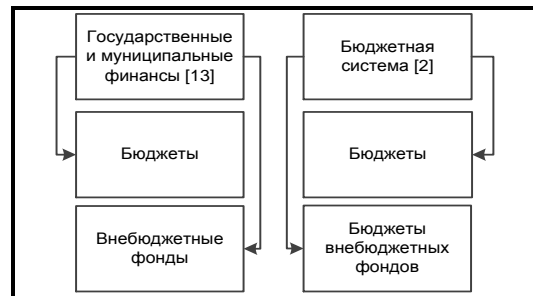 Государственные
и муниципальные
финансы [13]
Бюджетная
система [2]
Бюджеты
Бюджеты
Внебюджетные
фонды
Бюджеты
внебюджетных
фондов